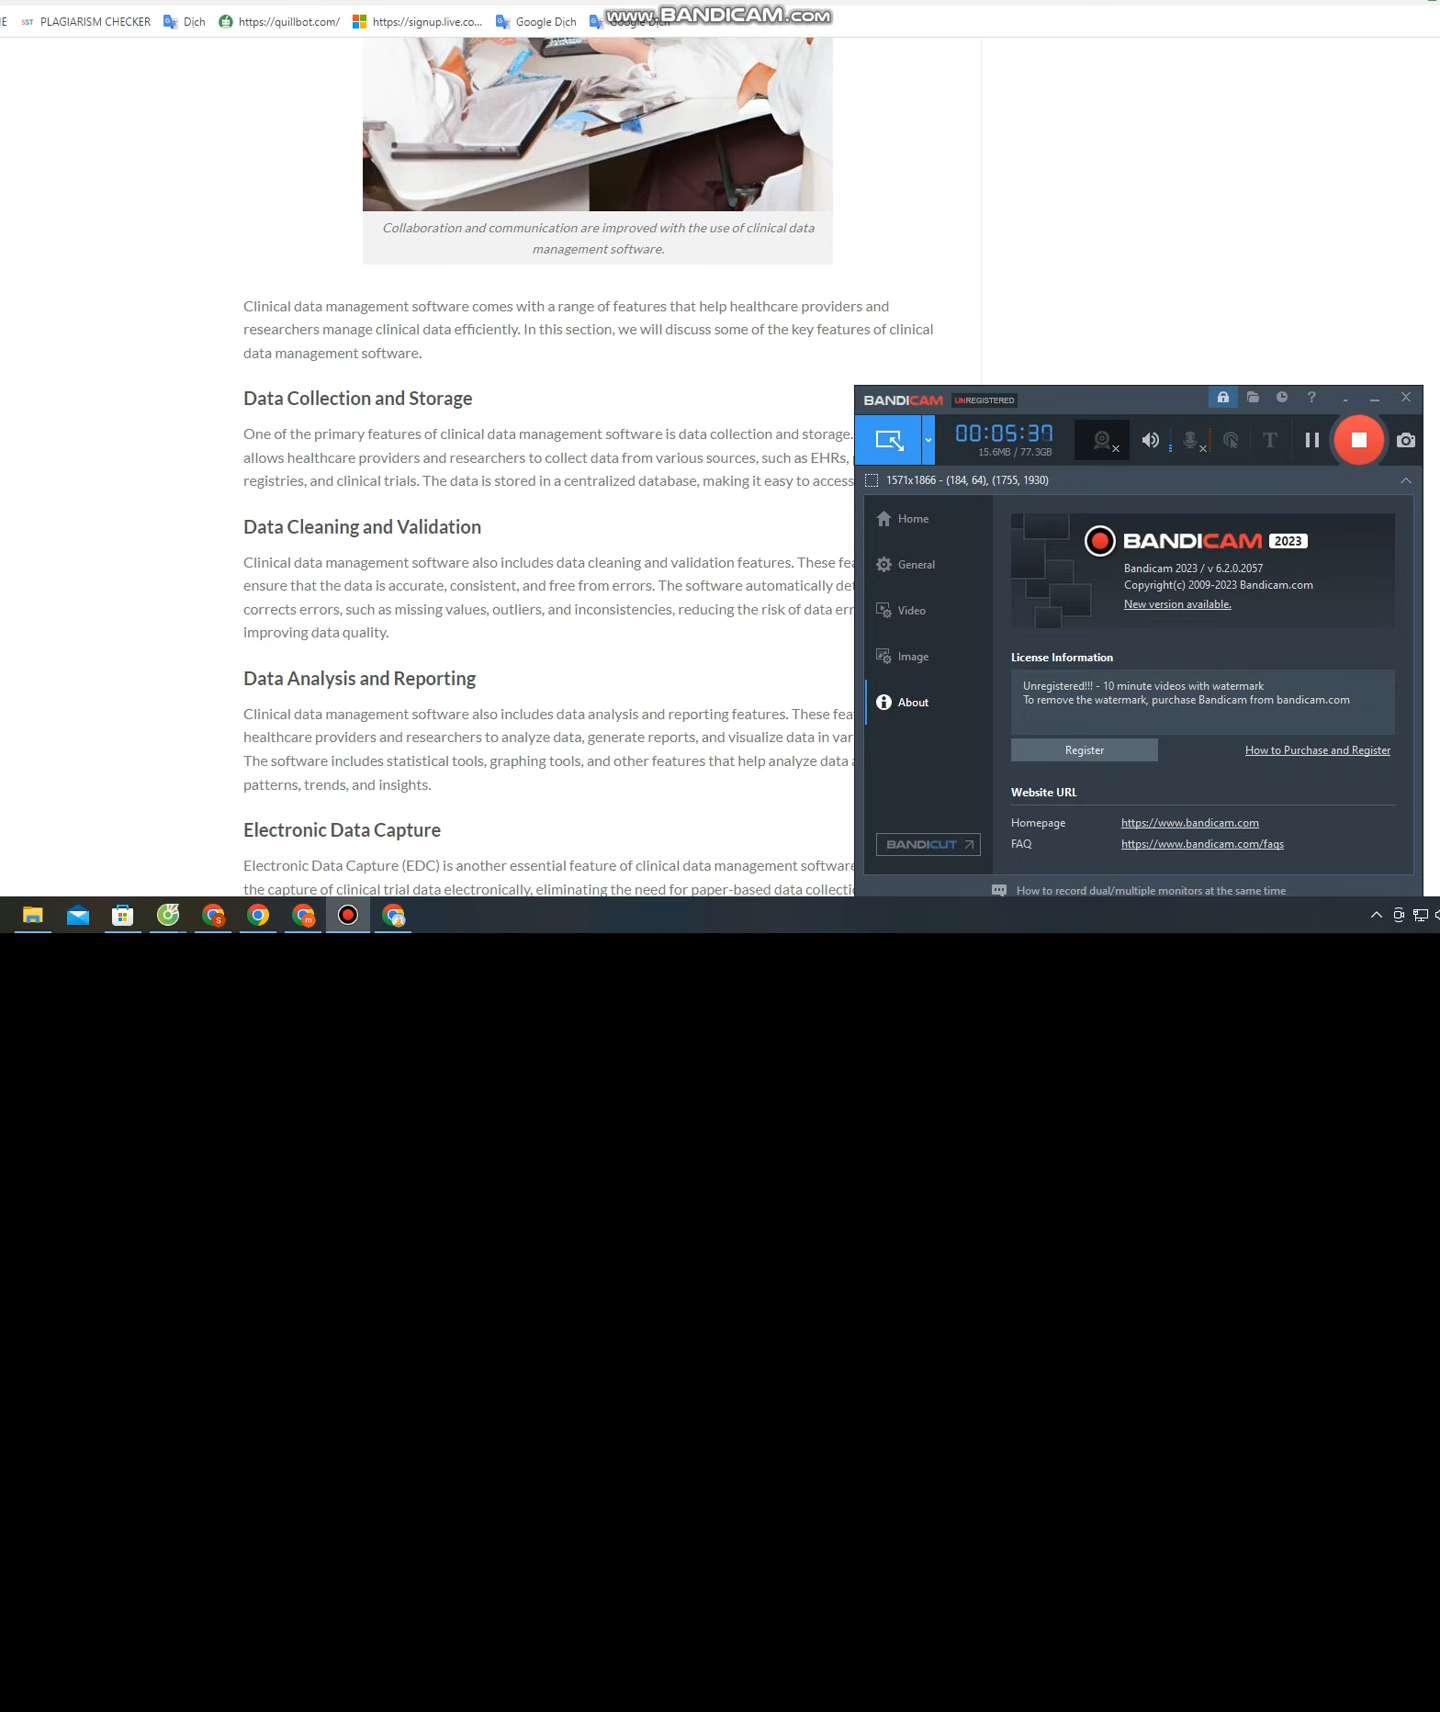 www.BANDICAM.com
E PLAGIARISM CHECKER Dịch https://quillbot.com/ https://signup.live.co... Google Dịch Google Dịch
Collaboration and communication are improved with the use of clinical data
management software.
Clinical data management software comes with a range of features that help healthcare providers and
researchers manage clinical data efficiently. In this section, we will discuss some of the key features of clinical
data management software.
Data Collection and Storage
One of the primary features of clinical data management software is data collection and storage.
allows healthcare providers and researchers to collect data from various sources, such as EHRs,
registries, and clinical trials. The data is stored in a centralized database, making it easy to access
Data Cleaning and Validation
Clinical data management software also includes data cleaning and validation features. These fea
ensure that the data is accurate, consistent, and free from errors. The software automatically det
corrects errors, such as missing values, outliers, and inconsistencies, reducing the risk of data err
improving data quality.
Data Analysis and Reporting
Clinical data management software also includes data analysis and reporting features. These fea
healthcare providers and researchers to analyze data, generate reports, and visualize data in var
The software includes statistical tools, graphing tools, and other features that help analyze data
patterns, trends, and insights.
Electronic Data Capture
Electronic Data Capture (EDC) is another essential feature of clinical data management software
the capture of clinical trial data electronically, eliminating the need for paper-based data collectio
BANDICAM UNREGISTERED
00:05:37
15.6MB / 77.3GB
1571x1866 - (184, 64), (1755, 1930)
Home
General
Video
Image
About
BANDICUT
BANDICAM 2023
Bandicam 2023 / v 6.2.0.2057
Copyright(c) 2009-2023 Bandicam.com
New version available.
License Information
Unregistered!!! - 10 minute videos with watermark
To remove the watermark, purchase Bandicam from bandicam.com
Register How to Purchase and Register
Website URL
Homepage https://www.bandicam.com
FAQ https://www.bandicam.com/faqs
How to record dual/multiple monitors at the same time